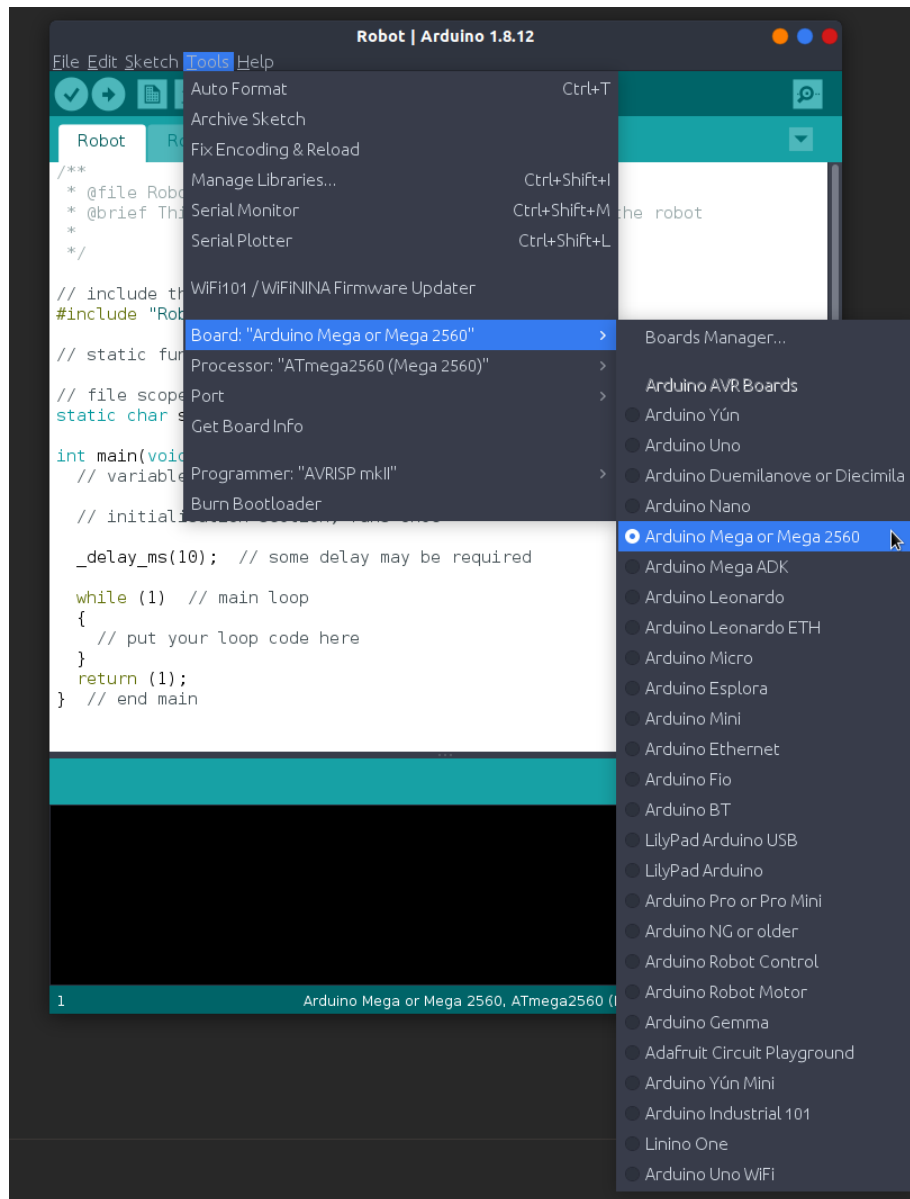 Robot | Arduino 1.8.12
File Edit Sketch Tools Help
Auto Format Ctrl+T
Archive Sketch
Fix Encoding & Reload
Manage Libraries... Ctrl+Shift+I
Serial Monitor Ctrl+Shift+M
Serial Plotter Ctrl+Shift+L
WiFi101 / WiFiNINA Firmware Updater
Board: "Arduino Mega or Mega 2560"
Processor: "ATmega2560 (Mega 2560)"
Port
Get Board Info
Programmer: "AVRISP mkII"
Burn Bootloader
Robot
/**
* @file
* @brief the robot
*
*/
// include
#include
// static
// file scope
static char
int main(
// variable
//
_delay_ms(10);  // some delay may be required
while (1)  // main loop
{
// put your loop code here
}
return (1);
}  // end main
1 Arduino Mega or Mega 2560, ATmega2560
Boards Manager...
Arduino AVR Boards
Arduino Yún
Arduino Uno
Arduino Duemilanove or Diecimila
Arduino Nano
Arduino Mega or Mega 2560
Arduino Mega ADK
Arduino Leonardo
Arduino Leonardo ETH
Arduino Micro
Arduino Esplora
Arduino Mini
Arduino Ethernet
Arduino Fio
Arduino BT
LilyPad Arduino USB
LilyPad Arduino
Arduino Pro or Pro Mini
Arduino NG or older
Arduino Robot Control
Arduino Robot Motor
Arduino Gemma
Adafruit Circuit Playground
Arduino Yún Mini
Arduino Industrial 101
Linino One
Arduino Uno WiFi